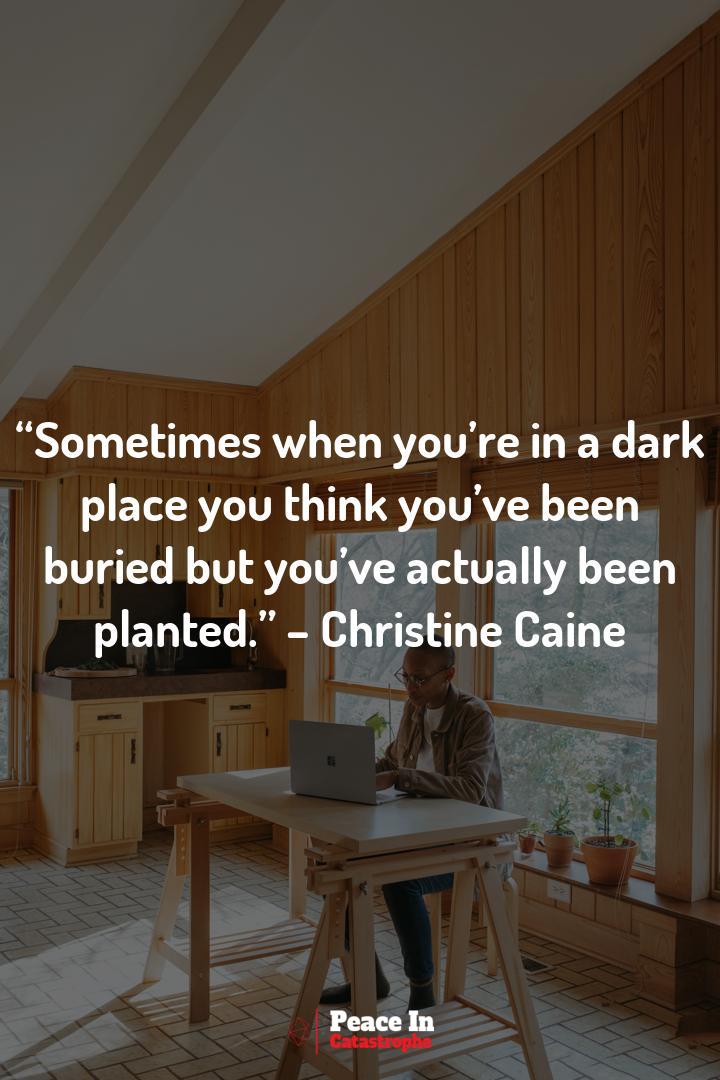 “Sometimes when you’re in a dark
place you think you’ve been
buried but you’ve actually been
planted.” – Christine Caine
Peace In
Catastrophe